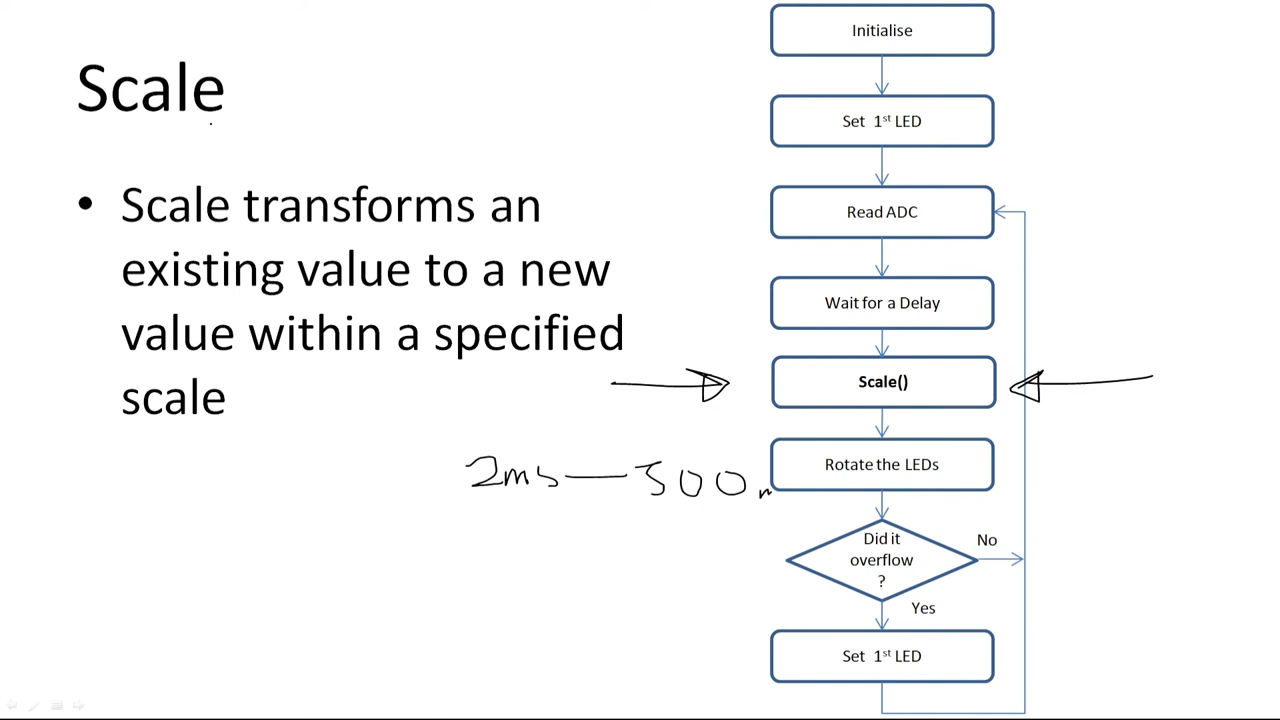 Scale
• Scale transforms an
existing value to a new
value within a specified
scale
Initialise
Set 1st LED
Read ADC
Wait for a Delay
Scale()
Rotate the LEDs
Did it
overflow
?
No
Yes
Set 1st LED
2ms — 500 m